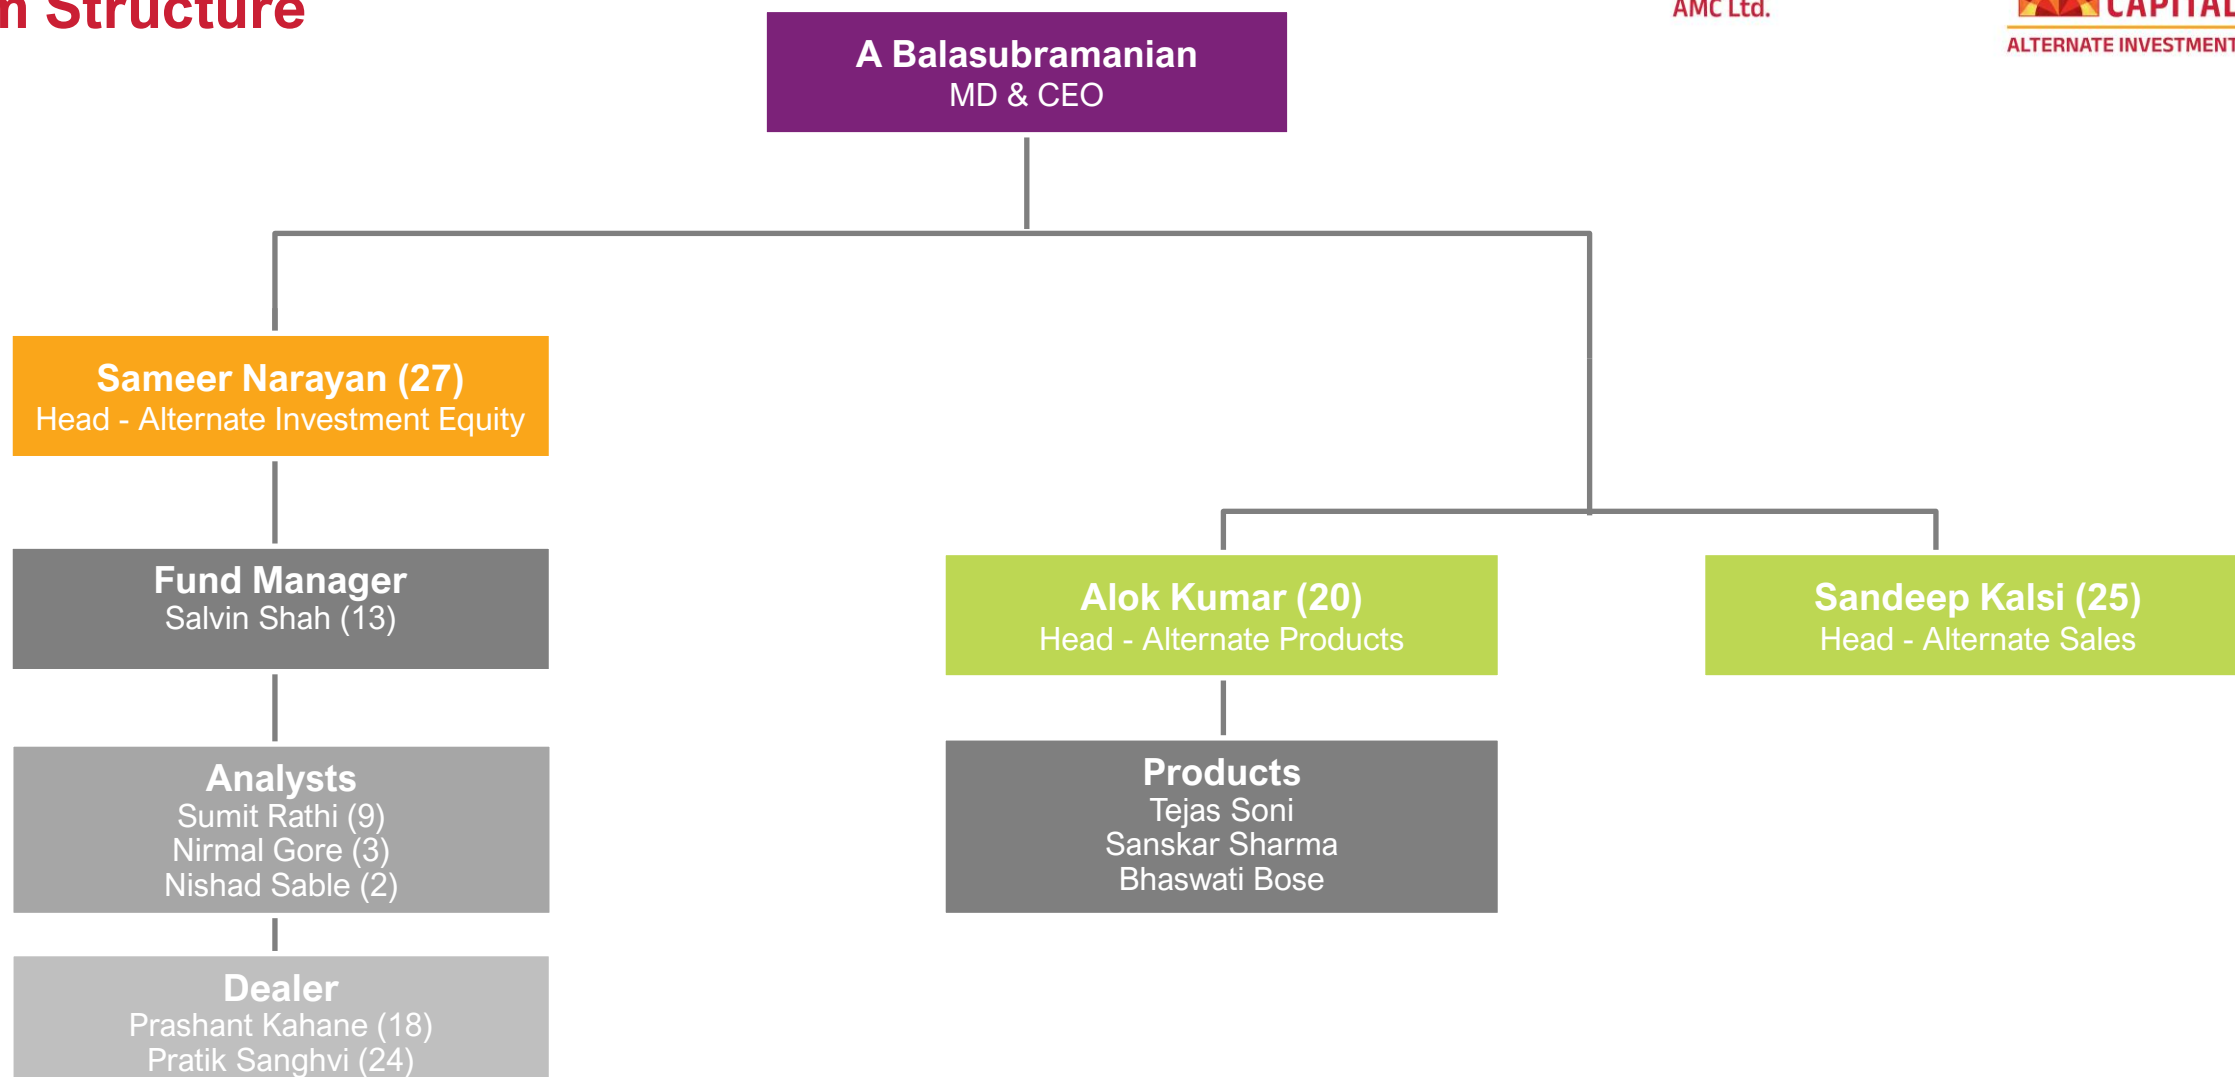 Structure
AMC Ltd.
CAPITAL
ALTERNATE INVESTMENT
A Balasubramanian
MD & CEO
Sameer Narayan (27)
Head - Alternate Investment Equity
Fund Manager
Salvin Shah (13)
Alok Kumar (20)
Head - Alternate Products
Sandeep Kalsi (25)
Head - Alternate Sales
Analysts
Sumit Rathi (9)
Nirmal Gore (3)
Nishad Sable (2)
Products
Tejas Soni
Sanskar Sharma
Bhaswati Bose
Dealer
Prashant Kahane (18)
Pratik Sanghvi (24)